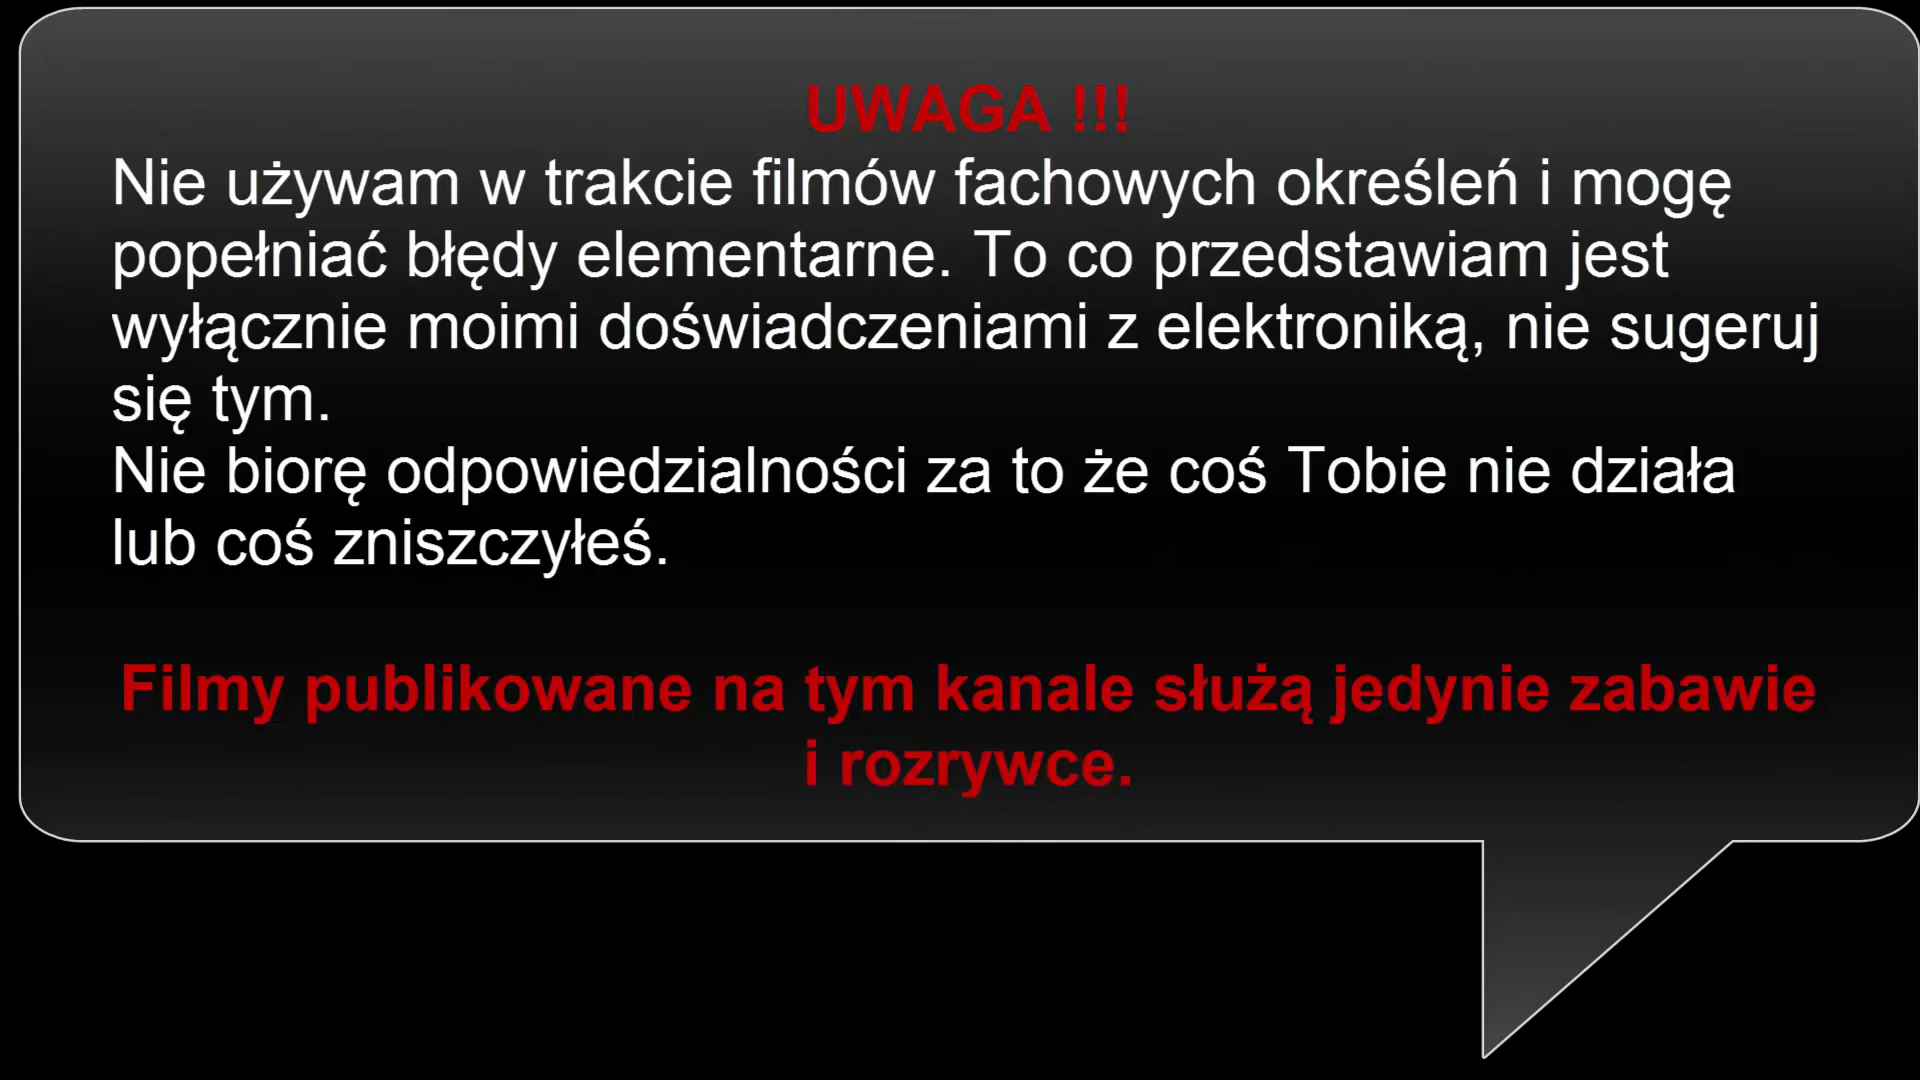 UWAGA !!!
Nie używam w trakcie filmów fachowych określeń i mogę
popełniać błędy elementarne. To co przedstawiam jest
wyłącznie moimi doświadczeniami z elektroniką, nie sugeruj
się tym.
Nie biorę odpowiedzialności za to że coś Tobie nie działa
lub coś zniszczyłeś.
Filmy publikowane na tym kanale służą jedynie zabawie
i rozrywce.